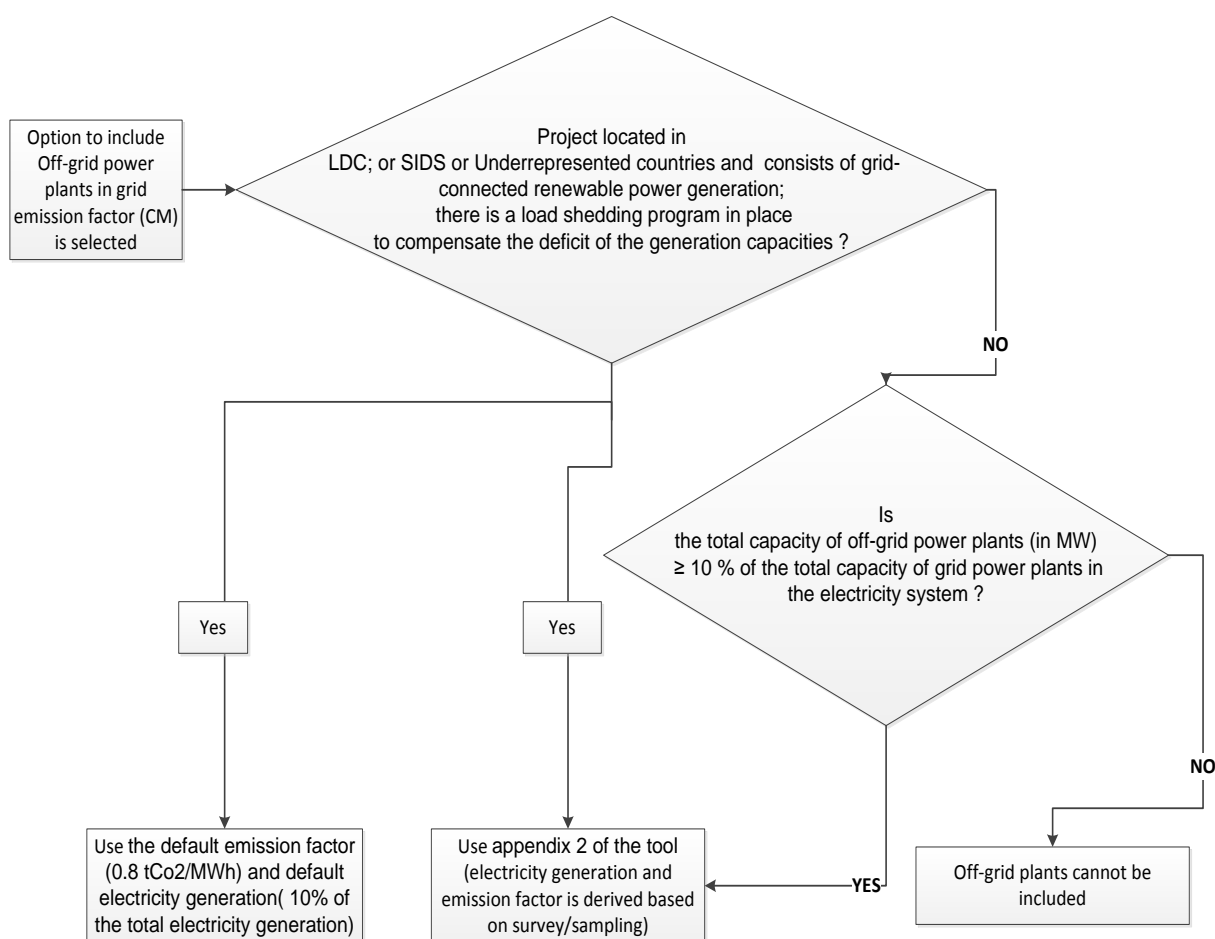 Option to include
Off-grid power
plants in grid
emission factor (CM)
is selected
Project located in
LDC; or SIDS or Underrepresented countries and consists of grid-
connected renewable power generation;
there is a load shedding program in place
to compensate the deficit of the generation capacities ?
NO
Is
the total capacity of off-grid power plants (in MW)
≥ 10 % of the total capacity of grid power plants in
the electricity system ?
Yes
Yes
NO
Use the default emission factor
(0.8 tCo2/MWh) and default
electricity generation( 10% of
the total electricity generation)
Use appendix 2 of the tool
(electricity generation and
emission factor is derived based
on survey/sampling)
YES
Off-grid plants cannot be
included